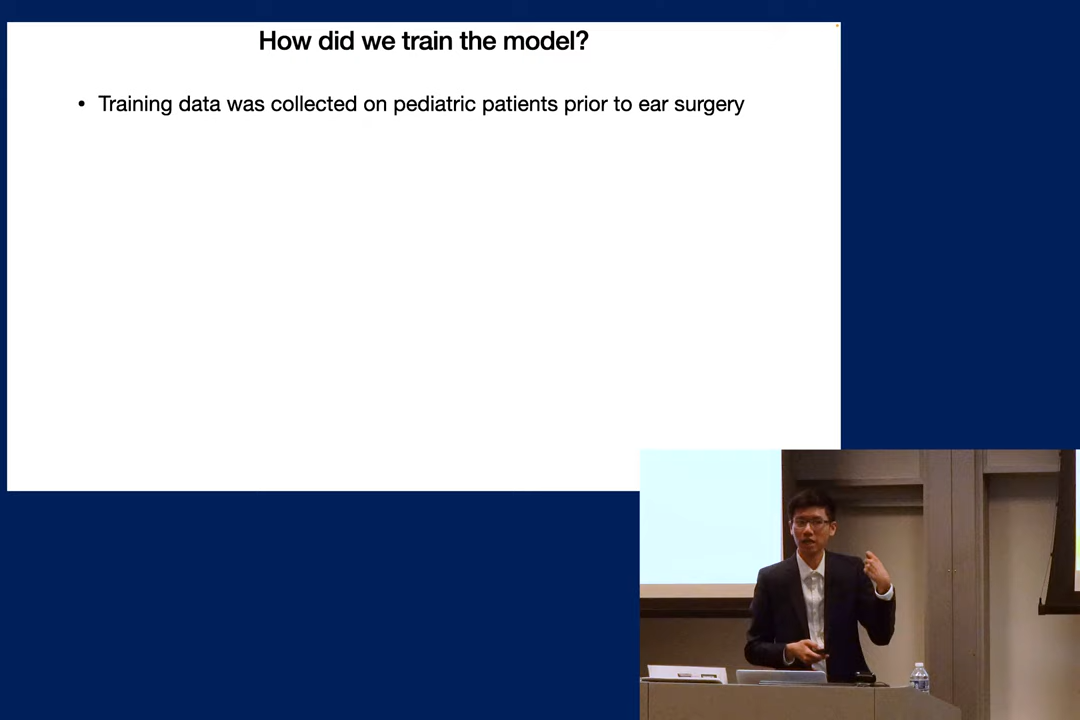 How did we train the model?
• Training data was collected on pediatric patients prior to ear surgery